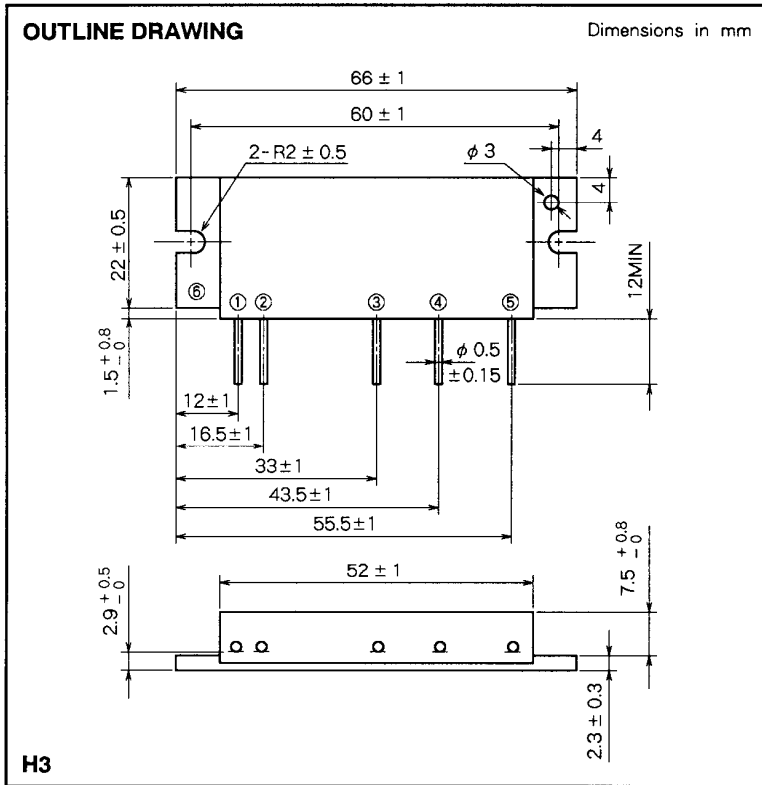 OUTLINE DRAWING
Dimensions in mm
66 ± 1
60 ± 1
4
2-R2 ± 0.5
φ 3
4
22 ± 0.5
12MIN
⑥
① ② ③ ④ ⑤
1.5 +0.8 -0
φ 0.5
±0.15
12±1
16.5±1
33±1
43.5±1
55.5±1
52 ± 1
2.9 +0.5 -0
7.5 +0.8 -0
2.3 ± 0.3
H3